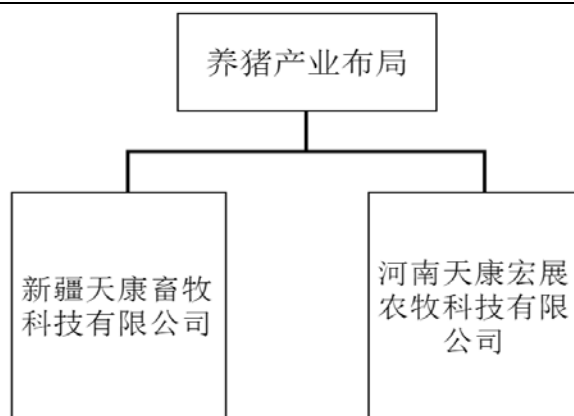 养猪产业布局
新疆天康畜牧
科技有限公司
河南天康宏展
农牧科技有限
公司